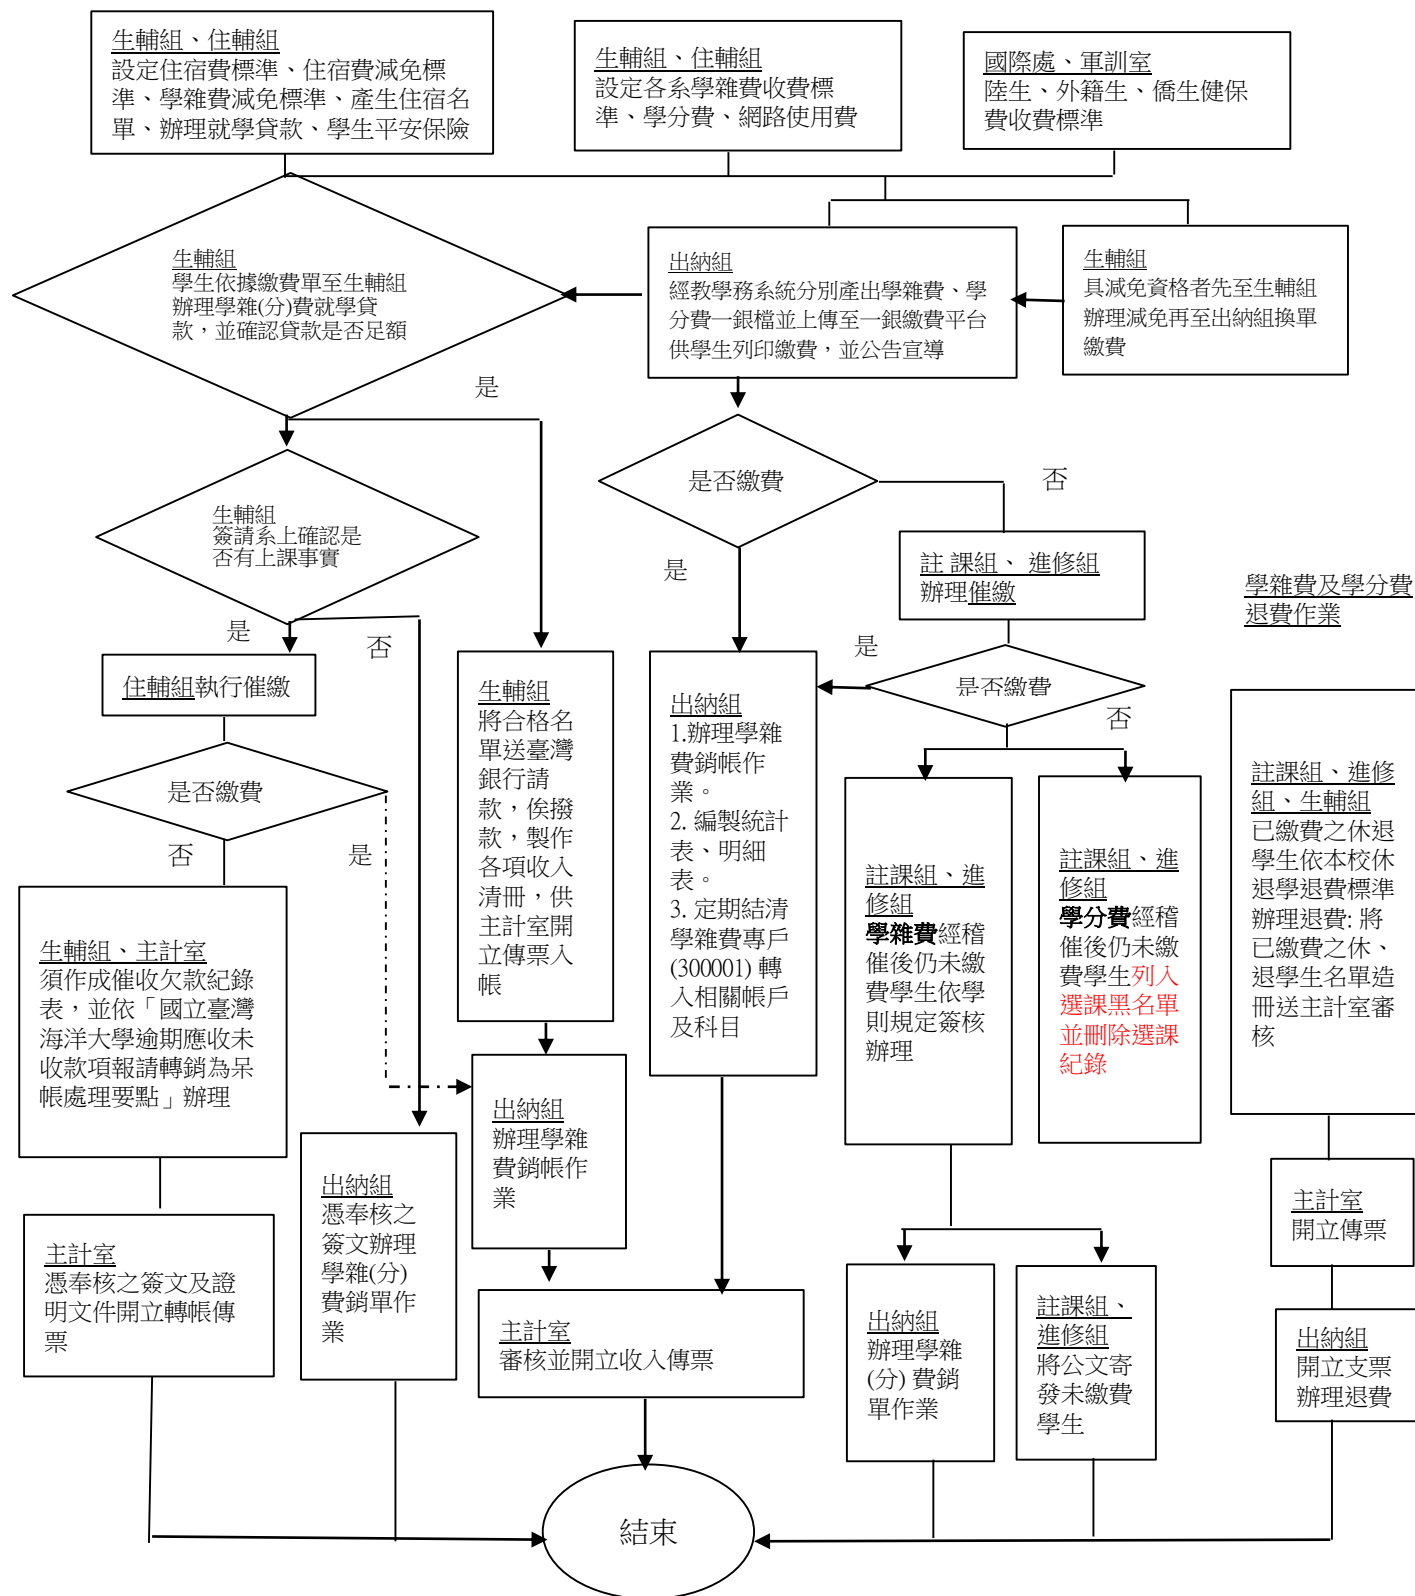 生輔組、住輔組
設定住宿費標準、住宿費減免標
準、學雜費減免標準、產生住宿名
單、辦理就學貸款、學生平安保險
生輔組、住輔組
設定各系學雜費收費標
準、學分費、網路使用費
國際處、軍訓室
陸生、外籍生、僑生健保
費收費標準
生輔組
學生依據繳費單至生輔組
辦理學雜(分)費就學貸
款，並確認貸款是否足額
出納組
經教學務系統分別產出學雜費、學
分費一銀檔並上傳至一銀繳費平台
供學生列印繳費，並公告宣導
生輔組
具減免資格者先至生輔組
辦理減免再至出納組換單
繳費
是
是否繳費
否
生輔組
簽請系上確認是
否有上課事實
是
註 課組、 進修組
辦理催繳
學雜費及學分費
退費作業
是
否
是
住輔組執行催繳
是否繳費
否
生輔組
將合格名
單送臺灣
銀行請
款，俟撥
款，製作
各項收入
清冊，供
主計室開
立傳票入
帳
出納組
1.辦理學雜
費銷帳作
業。
2. 編製統計
表、明細
表。
3. 定期結清
學雜費專戶
(300001) 轉
入相關帳戶
及科目
是否繳費
否
是
註課組、進
修組
學雜費經稽
催後仍未繳
費學生依學
則規定簽核
辦理
註課組、進
修組
學分費經稽
催後仍未繳
費學生列入
選課黑名單
並刪除選課
紀錄
註課組、進修
組、生輔組
已繳費之休退
學生依本校休
退學退費標準
辦理退費: 將
已繳費之休、
退學生名單造
冊送主計室審
核
生輔組、主計室
須作成催收欠款紀錄
表，並依「國立臺灣
海洋大學逾期應收未
收款項報請轉銷為呆
帳處理要點」辦理
出納組
辦理學雜
費銷帳作
業
出納組
憑奉核之
簽文辦理
學雜(分)
費銷單作
業
主計室
開立傳票
主計室
憑奉核之簽文及證
明文件開立轉帳傳
票
主計室
審核並開立收入傳票
出納組
辦理學雜
(分) 費銷
單作業
註課組、
進修組
將公文寄
發未繳費
學生
出納組
開立支票
辦理退費
結束